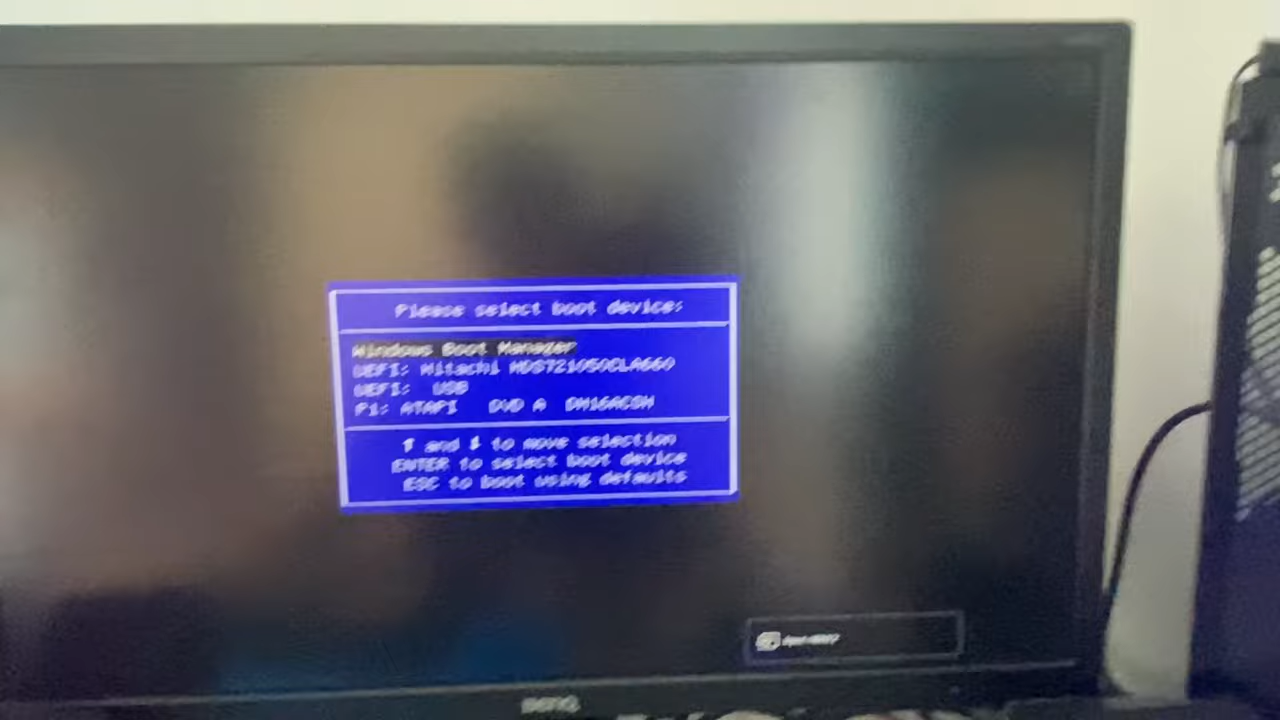 Please select boot device:
Windows Boot Manager
UEFI: Hitachi HDS721050CLA660
UEFI: USB
P1: ATAPI DVD A DH16ACSH
↑ and ↓ to move selection
ENTER to select boot device
ESC to boot using defaults
BenQ